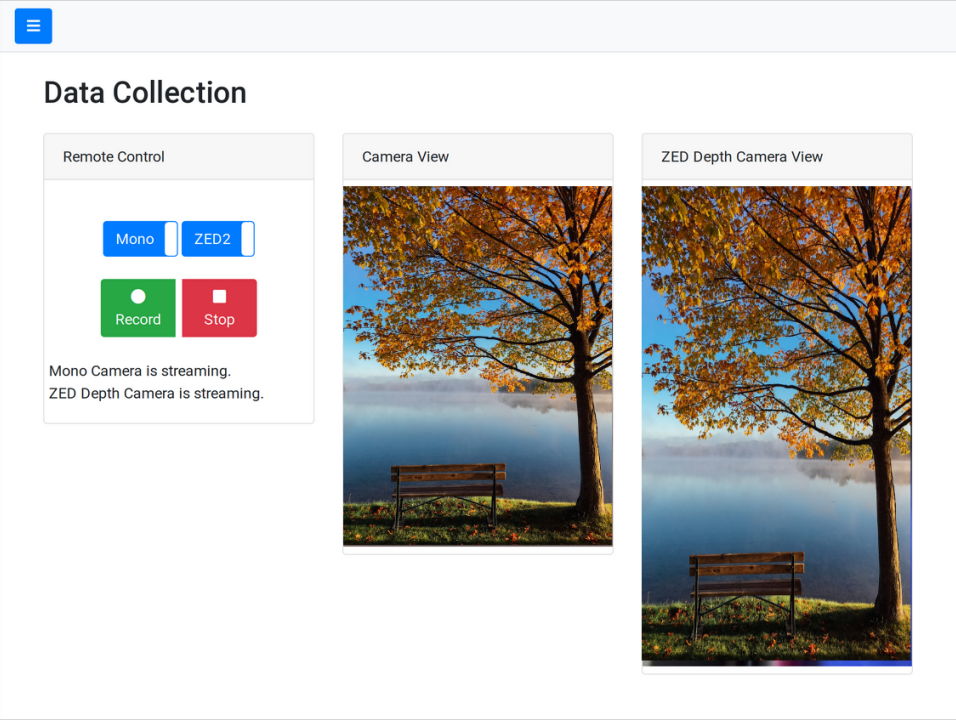 Data Collection
Remote Control
Camera View
ZED Depth Camera View
Mono
ZED2
Record
Stop
Mono Camera is streaming.
ZED Depth Camera is streaming.